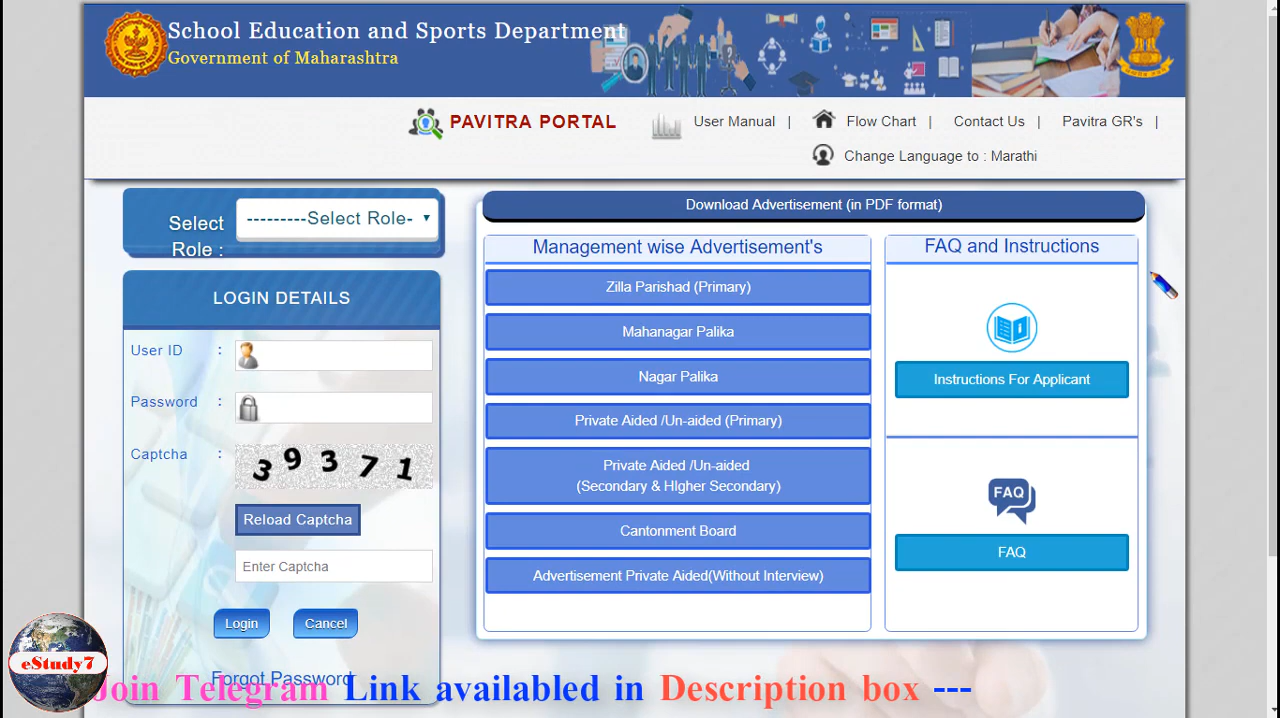 School Education and Sports Department
Government of Maharashtra
PAVITRA PORTAL
User Manual |
Flow Chart |
Contact Us |
Pavitra GR's |
Change Language to : Marathi
Select
Role :
---------Select Role-
LOGIN DETAILS
User ID :
Password :
Captcha :
39371
Reload Captcha
Enter Captcha
Login
Cancel
Forgot Password
Download Advertisement (in PDF format)
Management wise Advertisement's
Zilla Parishad (Primary)
Mahanagar Palika
Nagar Palika
Private Aided /Un-aided (Primary)
Private Aided /Un-aided
(Secondary & HIgher Secondary)
Cantonment Board
Advertisement Private Aided(Without Interview)
FAQ and Instructions
Instructions For Applicant
FAQ
FAQ
eStudy7
Join Telegram Link availabled in Description box ---